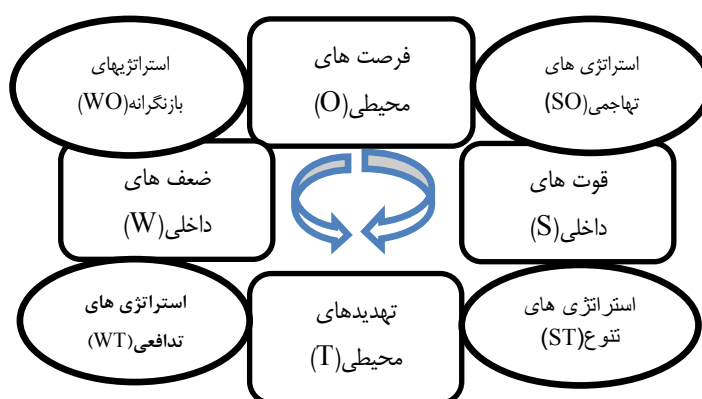 استراتژی های
تهاجمی(SO)
فرصت های
محیطی(O)
استراتژیهای
بازنگرانه(WO)
قوت های
داخلی(S)
ضعف های
داخلی(W)
استراتژی های
تنوع(ST)
تهدیدهای
محیطی(T)
استراتژی های
تدافعی(WT)